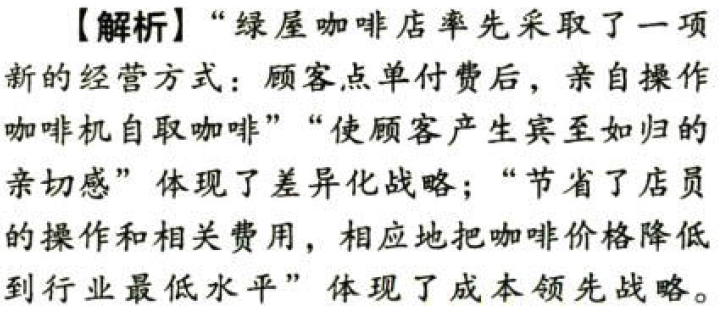 【解析】“绿屋咖啡店率先采取了一项
新的经营方式：顾客点单付费后，亲自操作
咖啡机自取咖啡”“使顾客产生宾至如归的
亲切感”体现了差异化战略；“节省了店员
的操作和相关费用，相应地把咖啡价格降低
到行业最低水平”体现了成本领先战略。